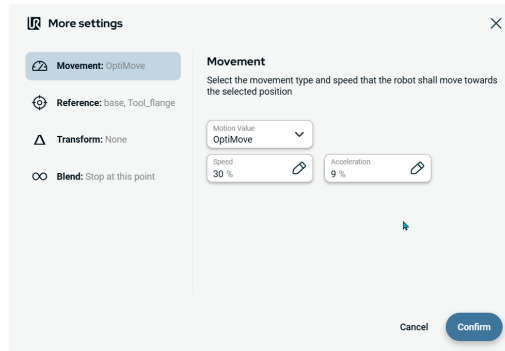 More settings
Movement: OptiMove
Reference: base, Tool_flange
Transform: None
Blend: Stop at this point
Movement
Select the movement type and speed that the robot shall move towards
the selected position
Motion Value
OptiMove
Speed
30 %
Acceleration
9 %
Cancel
Confirm